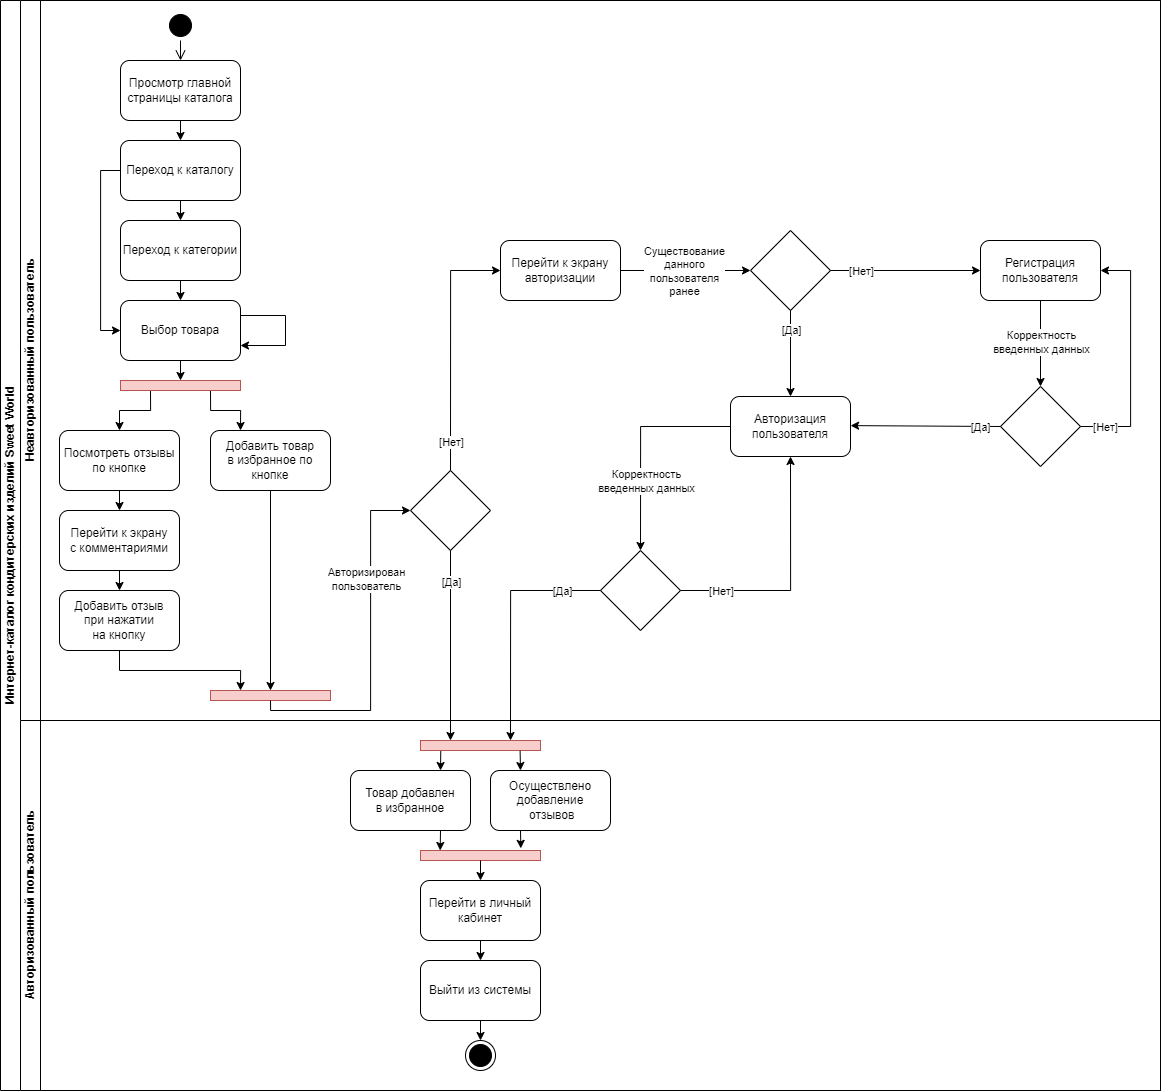 Интернет-каталог кондитерских изделий Sweet World
Неавторизованный пользователь
Просмотр главной
страницы каталога
Переход к каталогу
Переход к категории
Выбор товара
Посмотреть отзывы
по кнопке
Добавить товар
в избранное по
кнопке
Перейти к экрану
с комментариями
Добавить отзыв
при нажатии
на кнопку
Авторизирован
пользователь
[Нет]
[Да]
Перейти к экрану
авторизации
Существование
данного
пользователя
ранее
[Нет]
[Да]
Регистрация
пользователя
Корректность
введенных данных
[Да]
[Нет]
Авторизация
пользователя
Корректность
введенных данных
[Да]
[Нет]
Авторизованный пользователь
Товар добавлен
в избранное
Осуществлено
добавление
отзывов
Перейти в личный
кабинет
Выйти из системы